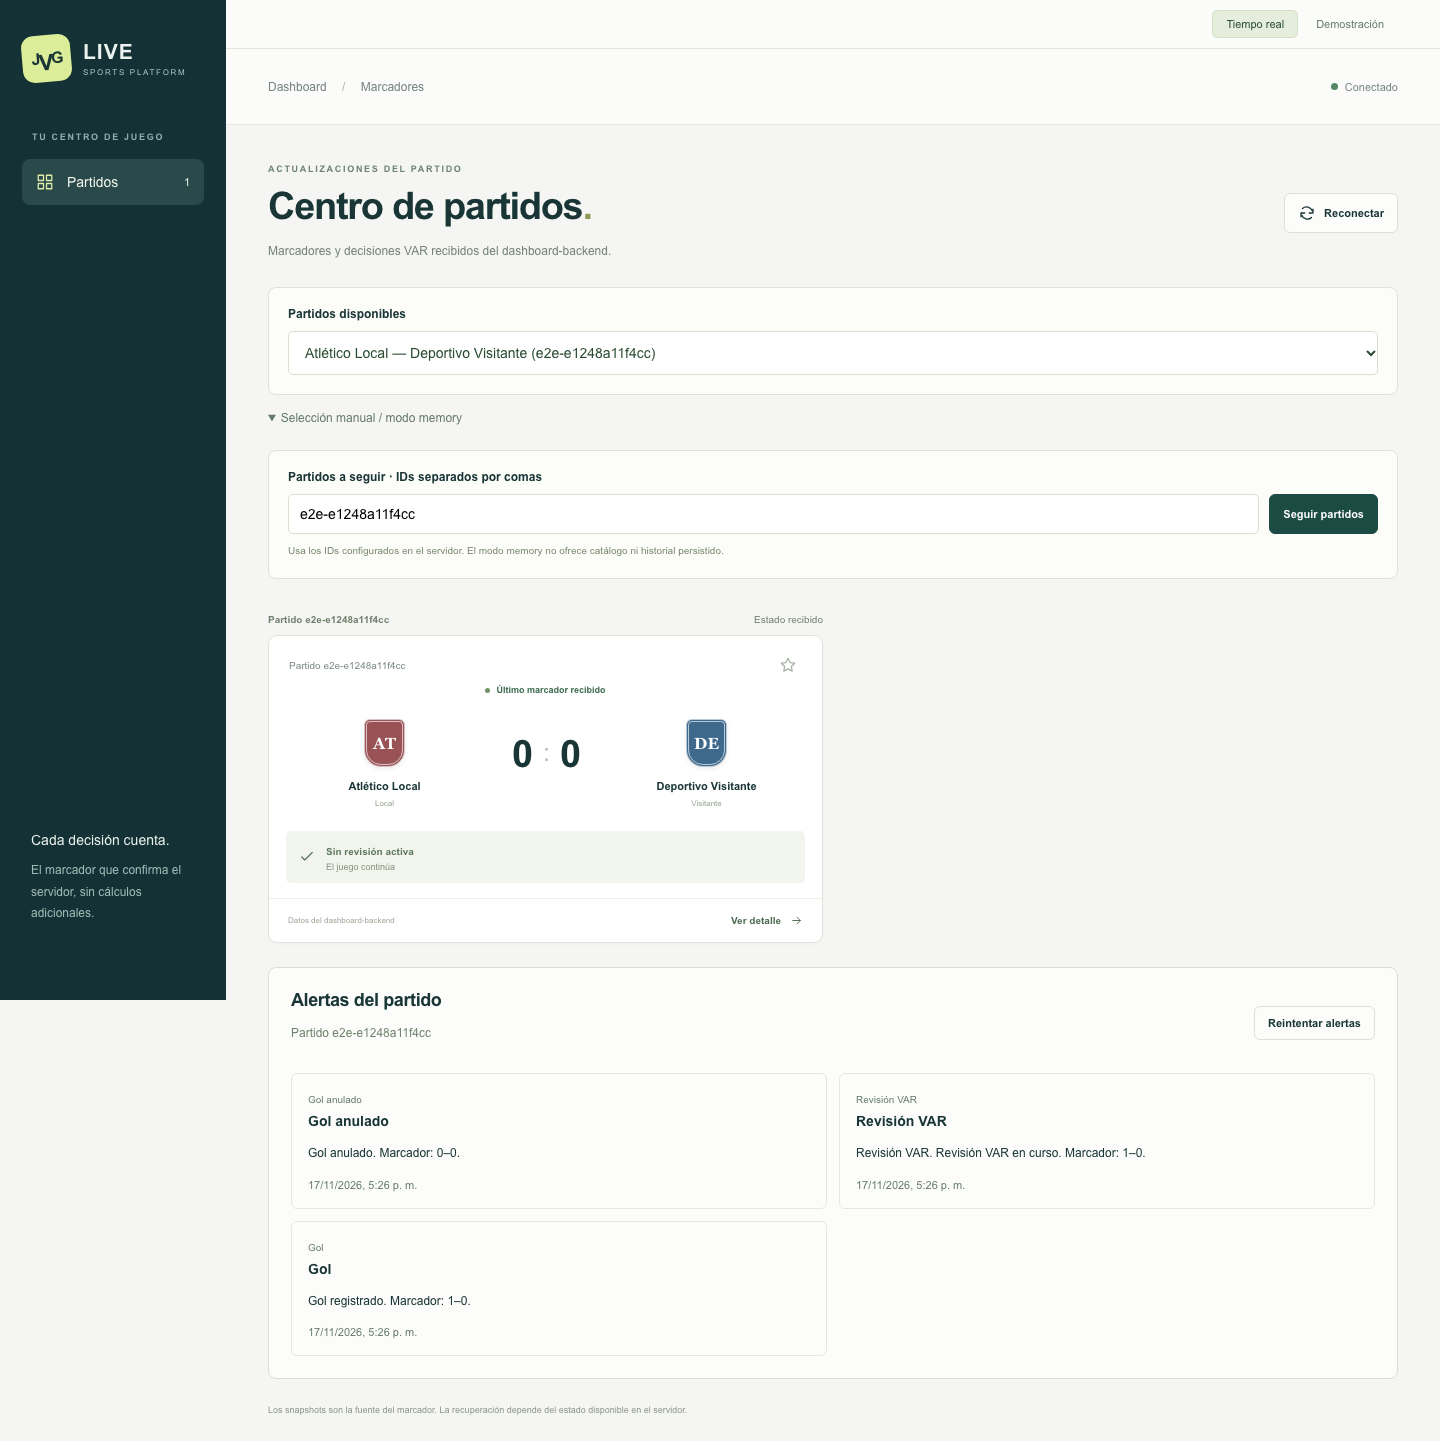 JVG
LIVE
SPORTS PLATFORM
TU CENTRO DE JUEGO
Partidos 1
Cada decisión cuenta.
El marcador que confirma el
servidor, sin cálculos
adicionales.
Tiempo real Demostración
Dashboard / Marcadores
Conectado
ACTUALIZACIONES DEL PARTIDO
Centro de partidos.
Marcadores y decisiones VAR recibidos del dashboard-backend.
Reconectar
Partidos disponibles
Atlético Local — Deportivo Visitante (e2e-e1248a11f4cc)
▼ Selección manual / modo memory
Partidos a seguir · IDs separados por comas
e2e-e1248a11f4cc
Seguir partidos
Usa los IDs configurados en el servidor. El modo memory no ofrece catálogo ni historial persistido.
Partido e2e-e1248a11f4cc Estado recibido
Partido e2e-e1248a11f4cc
Último marcador recibido
AT 0 : 0 DE
Atlético Local Deportivo Visitante
Local Visitante
Sin revisión activa
El juego continúa
Datos del dashboard-backend Ver detalle →
Alertas del partido
Partido e2e-e1248a11f4cc
Reintentar alertas
Gol anulado
Gol anulado
Gol anulado. Marcador: 0–0.
17/11/2026, 5:26 p. m.
Revisión VAR
Revisión VAR
Revisión VAR. Revisión VAR en curso. Marcador: 1–0.
17/11/2026, 5:26 p. m.
Gol
Gol
Gol registrado. Marcador: 1–0.
17/11/2026, 5:26 p. m.
Los snapshots son la fuente del marcador. La recuperación depende del estado disponible en el servidor.